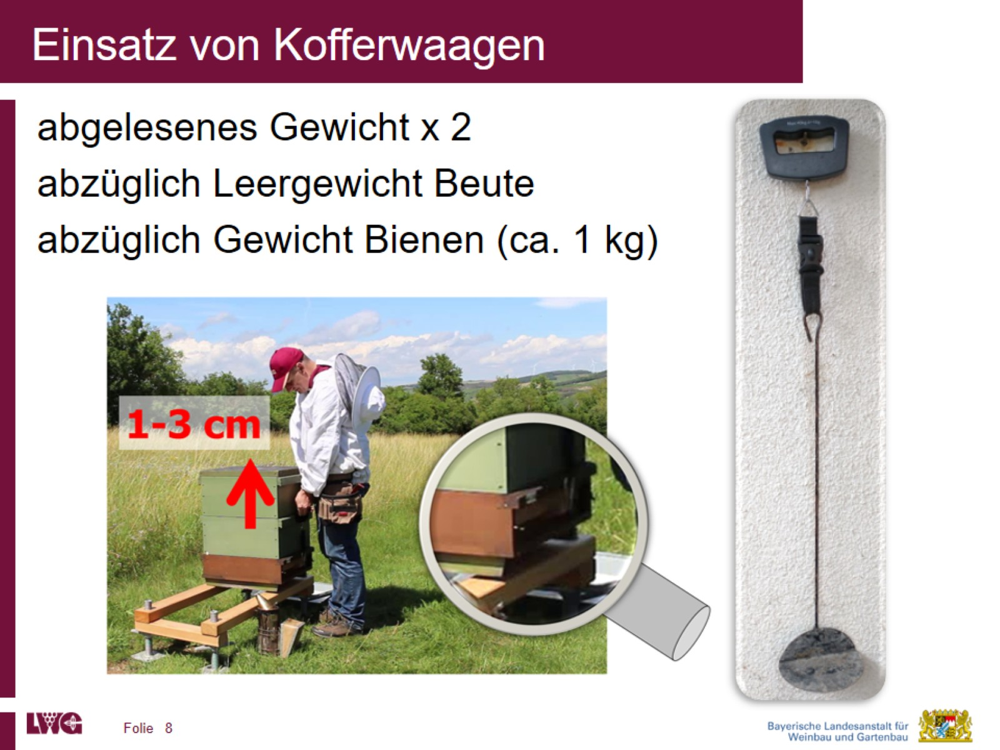 Einsatz von Kofferwaagen
abgelesenes Gewicht x 2
abzüglich Leergewicht Beute
abzüglich Gewicht Bienen (ca. 1 kg)
1-3 cm
LWG
Folie 8
Bayerische Landesanstalt für
Weinbau und Gartenbau